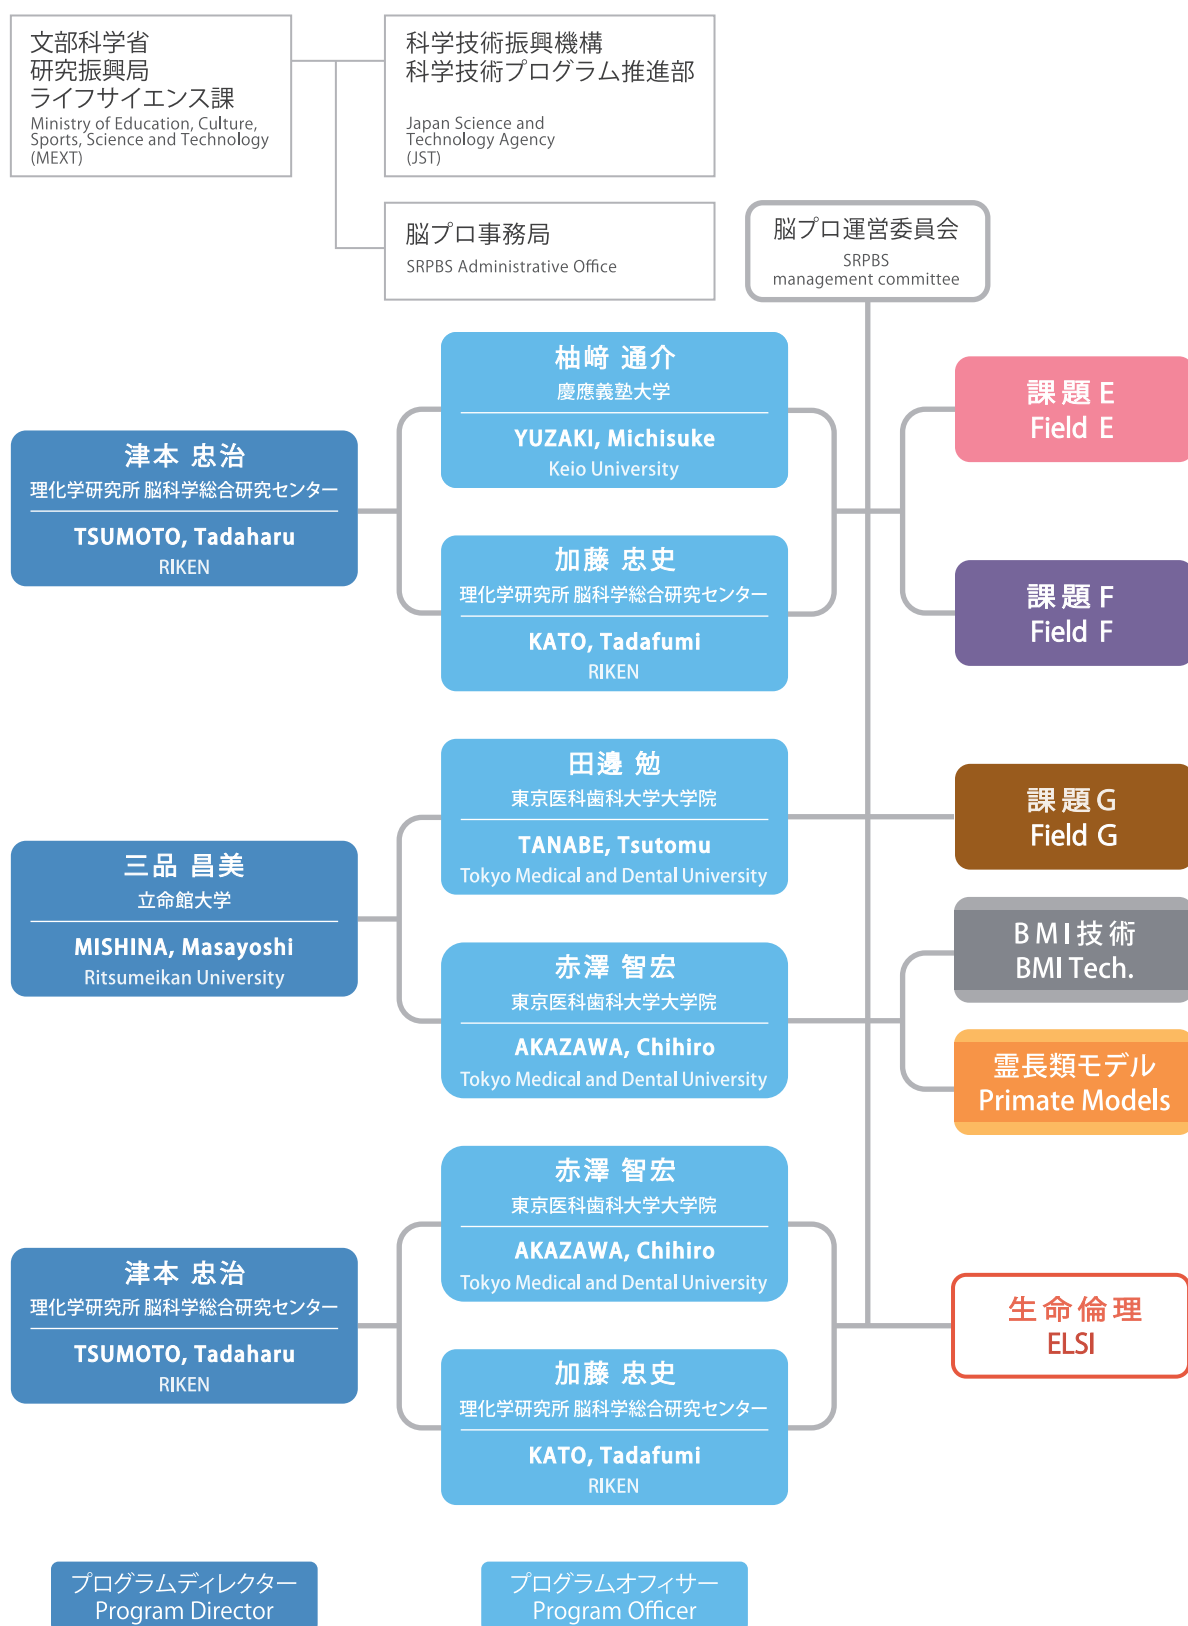 文部科学省
研究振興局
ライフサイエンス課
Ministry of Education, Culture,
Sports, Science and Technology
(MEXT)
科学技術振興機構
科学技術プログラム推進部
Japan Science and
Technology Agency
(JST)
脳プロ事務局
SRPBS Administrative Office
脳プロ運営委員会
SRPBS
management committee
津本 忠治
理化学研究所 脳科学総合研究センター
TSUMOTO, Tadaharu
RIKEN
柚﨑 通介
慶應義塾大学
YUZAKI, Michisuke
Keio University
加藤 忠史
理化学研究所 脳科学総合研究センター
KATO, Tadafumi
RIKEN
課題 E
Field E
課題 F
Field F
三品 昌美
立命館大学
MISHINA, Masayoshi
Ritsumeikan University
田邊 勉
東京医科歯科大学大学院
TANABE, Tsutomu
Tokyo Medical and Dental University
赤澤 智宏
東京医科歯科大学大学院
AKAZAWA, Chihiro
Tokyo Medical and Dental University
課題 G
Field G
BMI技術
BMI Tech.
霊長類モデル
Primate Models
津本 忠治
理化学研究所 脳科学総合研究センター
TSUMOTO, Tadaharu
RIKEN
赤澤 智宏
東京医科歯科大学大学院
AKAZAWA, Chihiro
Tokyo Medical and Dental University
加藤 忠史
理化学研究所 脳科学総合研究センター
KATO, Tadafumi
RIKEN
生命倫理
ELSI
プログラムディレクター
Program Director
プログラムオフィサー
Program Officer